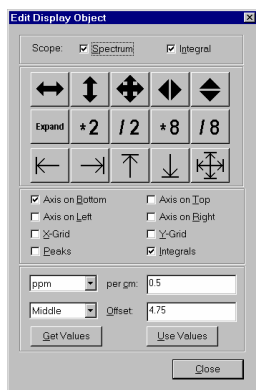 Edit Display Object
Scope: Spectrum Integral
Expand *2 /2 *8 /8
Axis on Bottom Axis on Top
Axis on Left Axis on Right
X-Grid Y-Grid
Peaks Integrals
ppm per cm: 0.5
Middle Offset: 4.75
Get Values Use Values
Close